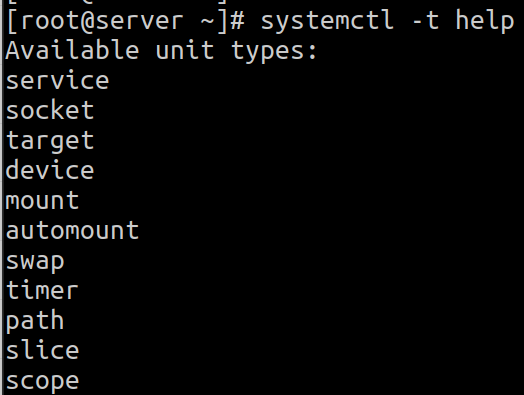 [root@server ~]# systemctl -t help
Available unit types:
service
socket
target
device
mount
automount
swap
timer
path
slice
scope